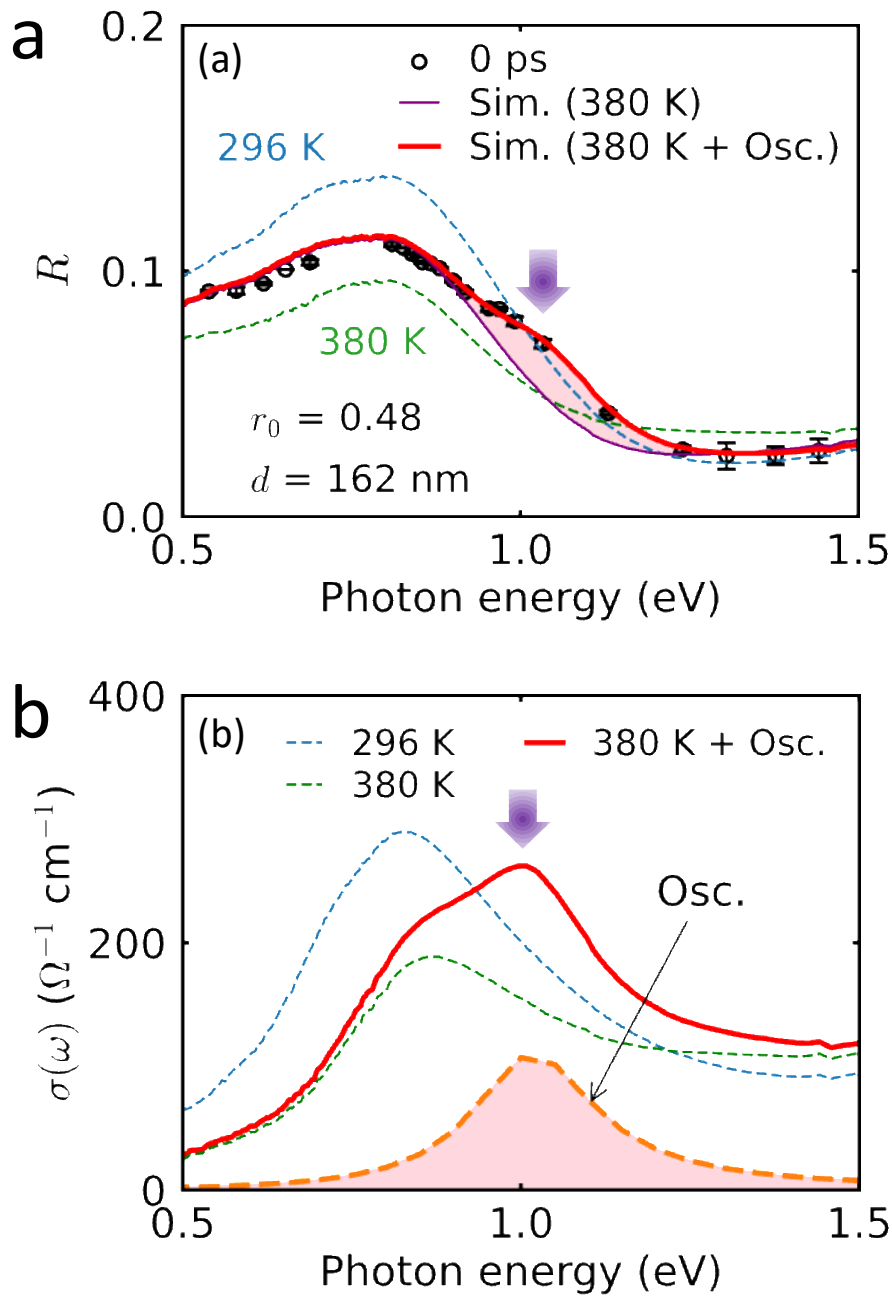 a
(a)
0 ps
Sim. (380 K)
Sim. (380 K + Osc.)
296 K
380 K
r₀ = 0.48
d = 162 nm
0.2
0.1
0.0
R
0.5
1.0
1.5
Photon energy (eV)
b
(b)
296 K
380 K
380 K + Osc.
Osc.
400
200
0
σ(ω) (Ω⁻¹ cm⁻¹)
0.5
1.0
1.5
Photon energy (eV)